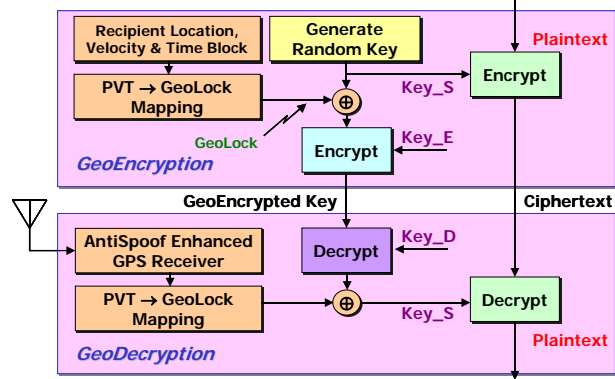 Recipient Location,
Velocity & Time Block
Generate
Random Key
Plaintext
PVT → GeoLock
Mapping
⊕
Key_S
Encrypt
GeoLock
Encrypt
Key_E
GeoEncryption
GeoEncrypted Key
Ciphertext
AntiSpoof Enhanced
GPS Receiver
Decrypt
Key_D
PVT → GeoLock
Mapping
⊕
Key_S
Decrypt
Plaintext
GeoDecryption